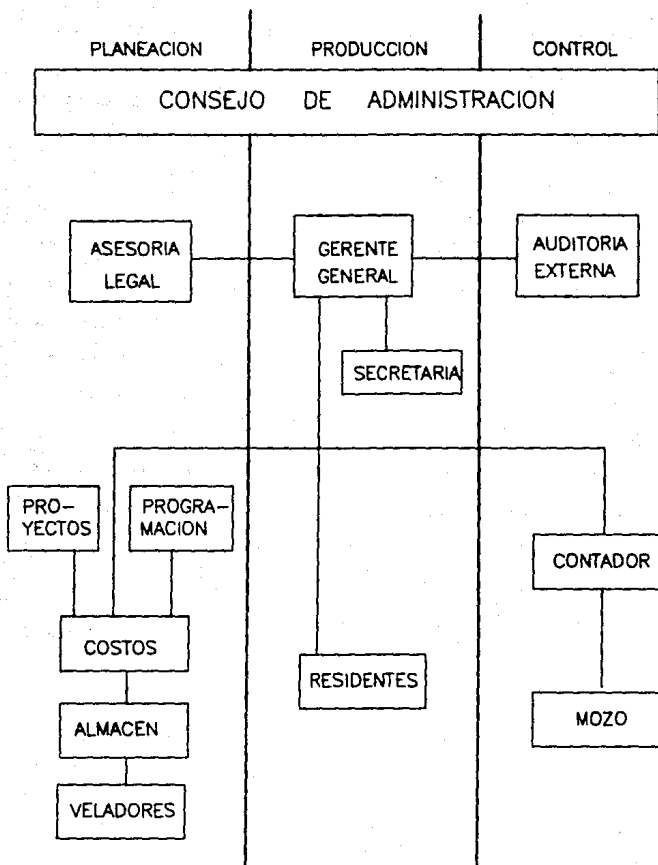 PLANEACION PRODUCCION CONTROL
CONSEJO DE ADMINISTRACION
ASESORIA
LEGAL
GERENTE
GENERAL
AUDITORIA
EXTERNA
SECRETARIA
PRO-
YECTOS
PROGRA-
MACION
CONTADOR
COSTOS
RESIDENTES
ALMACEN
MOZO
VELADORES